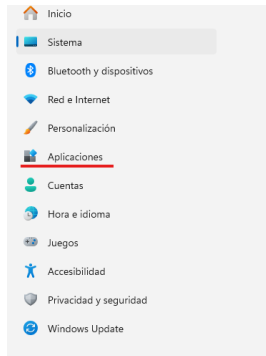 Inicio
Sistema
Bluetooth y dispositivos
Red e Internet
Personalización
Aplicaciones
Cuentas
Hora e idioma
Juegos
Accesibilidad
Privacidad y seguridad
Windows Update